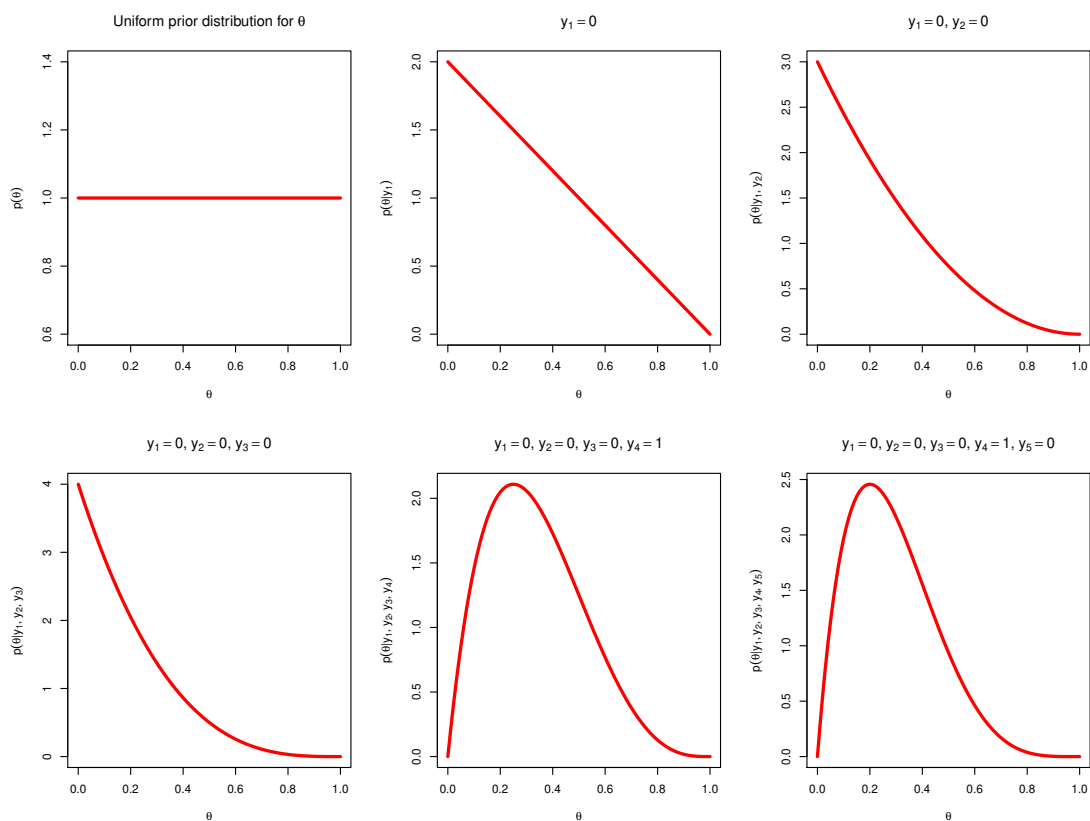 Uniform prior distribution for θ
p(θ)
1.4
1.2
1.0
0.8
0.6
0.0 0.2 0.4 0.6 0.8 1.0
θ
y₁ = 0
p(θ|y₁)
2.0
1.5
1.0
0.5
0.0
0.0 0.2 0.4 0.6 0.8 1.0
θ
y₁ = 0, y₂ = 0
p(θ|y₁, y₂)
3.0
2.5
2.0
1.5
1.0
0.5
0.0
0.0 0.2 0.4 0.6 0.8 1.0
θ
y₁ = 0, y₂ = 0, y₃ = 0
p(θ|y₁, y₂, y₃)
4
3
2
1
0
0.0 0.2 0.4 0.6 0.8 1.0
θ
y₁ = 0, y₂ = 0, y₃ = 0, y₄ = 1
p(θ|y₁, y₂, y₃, y₄)
2.0
1.5
1.0
0.5
0.0
0.0 0.2 0.4 0.6 0.8 1.0
θ
y₁ = 0, y₂ = 0, y₃ = 0, y₄ = 1, y₅ = 0
p(θ|y₁, y₂, y₃, y₄, y₅)
2.5
2.0
1.5
1.0
0.5
0.0
0.0 0.2 0.4 0.6 0.8 1.0
θ